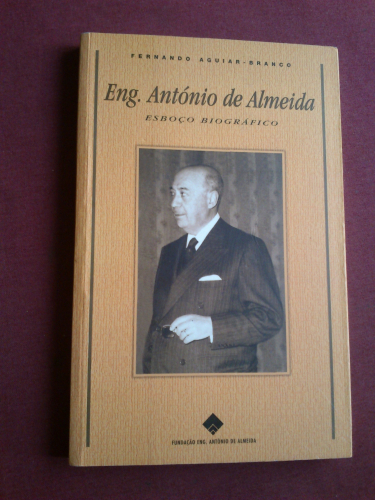 FERNANDO AGUIAR-BRANCO
Eng. António de Almeida
ESBOÇO BIOGRÁFICO
FUNDAÇÃO ENG. ANTÓNIO DE ALMEIDA